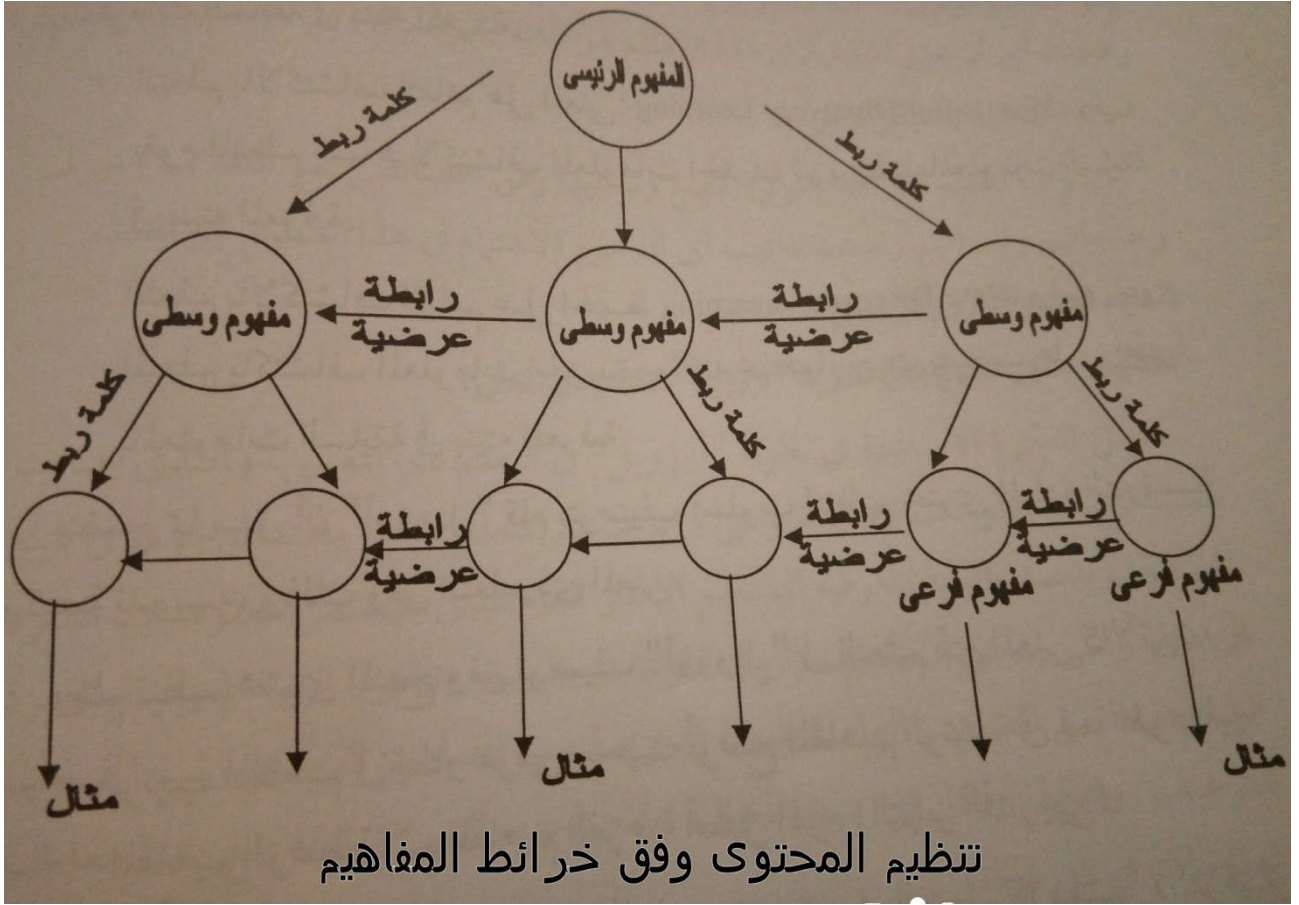 المفهوم الرئيسى
كلمة ربط
كلمة ربط
مفهوم وسطى
رابطة
عرضية
مفهوم وسطى
رابطة
عرضية
مفهوم وسطى
كلمة ربط
كلمة ربط
كلمة ربط
رابطة
عرضية
رابطة
عرضية
رابطة
عرضية
مفهوم فرعى
مفهوم فرعى
مثال
مثال
مثال
تنظيم المحتوى وفق خرائط المفاهيم